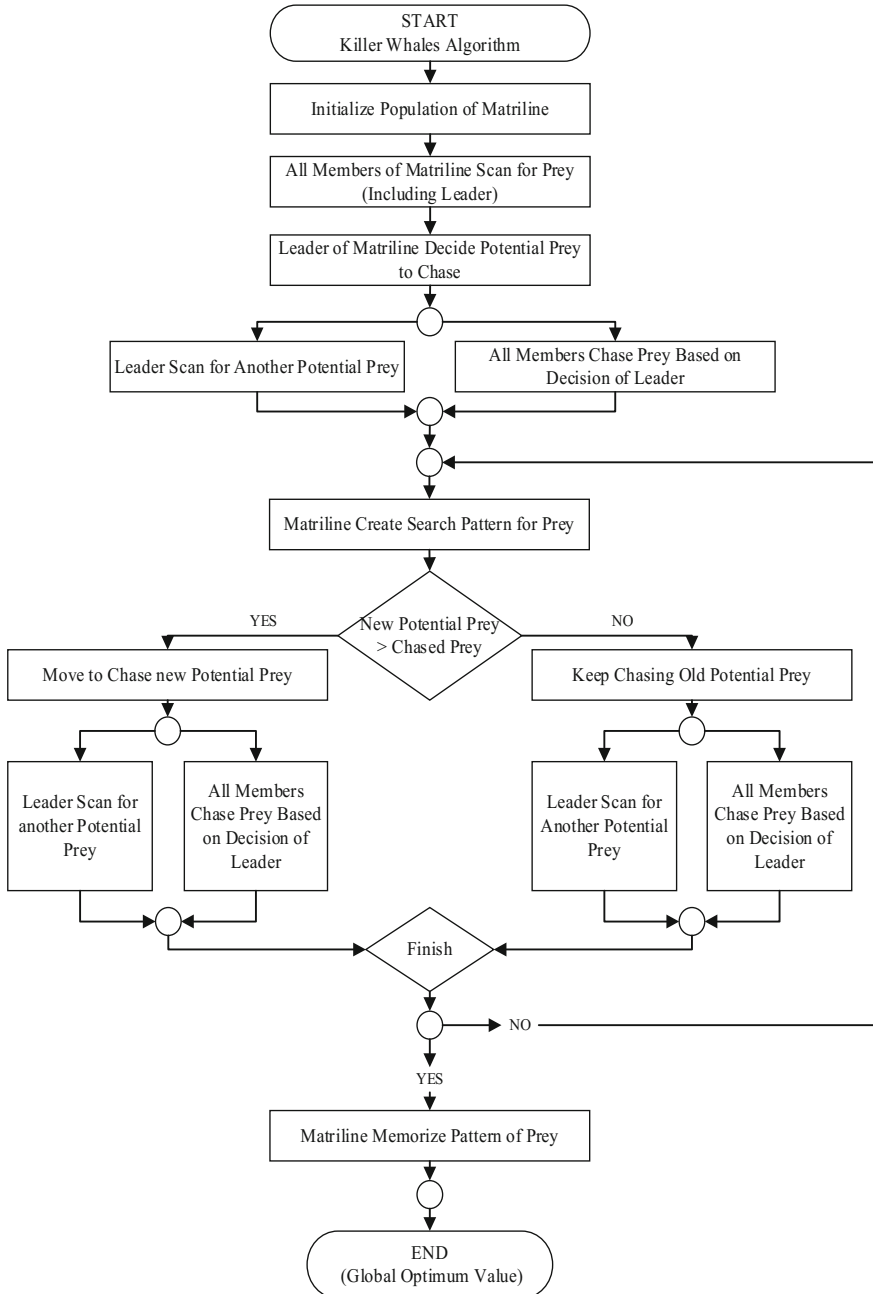 START
Killer Whales Algorithm
Initialize Population of Matriline
All Members of Matriline Scan for Prey
(Including Leader)
Leader of Matriline Decide Potential Prey
to Chase
Leader Scan for Another Potential Prey
All Members Chase Prey Based on
Decision of Leader
Matriline Create Search Pattern for Prey
New Potential Prey
> Chased Prey
YES
NO
Move to Chase new Potential Prey
Keep Chasing Old Potential Prey
Leader Scan for
another Potential
Prey
All Members
Chase Prey Based
on Decision of
Leader
Leader Scan for
Another Potential
Prey
All Members
Chase Prey Based
on Decision of
Leader
Finish
NO
YES
Matriline Memorize Pattern of Prey
END
(Global Optimum Value)